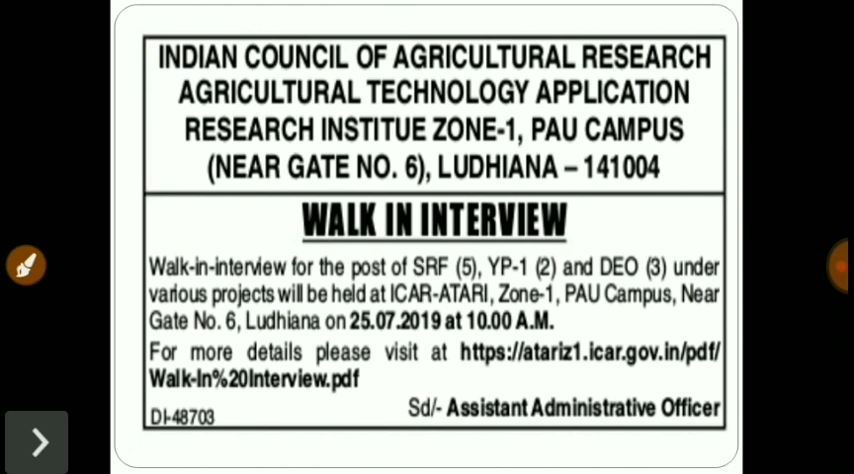 INDIAN COUNCIL OF AGRICULTURAL RESEARCH
AGRICULTURAL TECHNOLOGY APPLICATION
RESEARCH INSTITUE ZONE-1, PAU CAMPUS
(NEAR GATE NO. 6), LUDHIANA – 141004
WALK IN INTERVIEW
Walk-in-interview for the post of SRF (5), YP-1 (2) and DEO (3) under
various projects will be held at ICAR-ATARI, Zone-1, PAU Campus, Near
Gate No. 6, Ludhiana on 25.07.2019 at 10.00 A.M.
For more details please visit at https://atariz1.icar.gov.in/pdf/
Walk-In%20Interview.pdf
Sd/- Assistant Administrative Officer
DI-48703